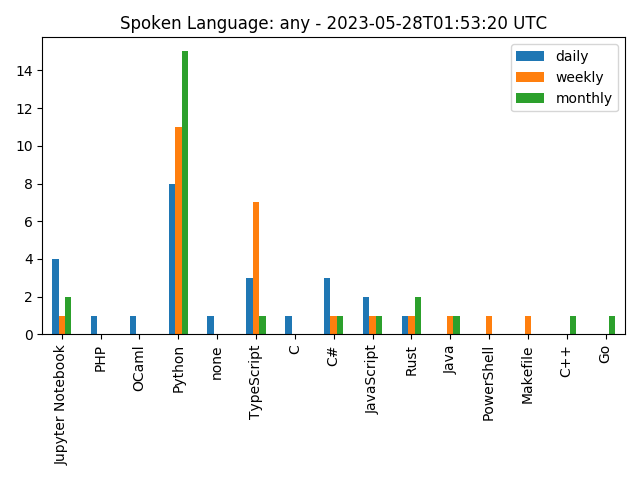 Spoken Language: any - 2023-05-28T01:53:20 UTC
daily
weekly
monthly
14
12
10
8
6
4
2
0
Jupyter Notebook
PHP
OCaml
Python
none
TypeScript
C
C#
JavaScript
Rust
Java
PowerShell
Makefile
C++
Go